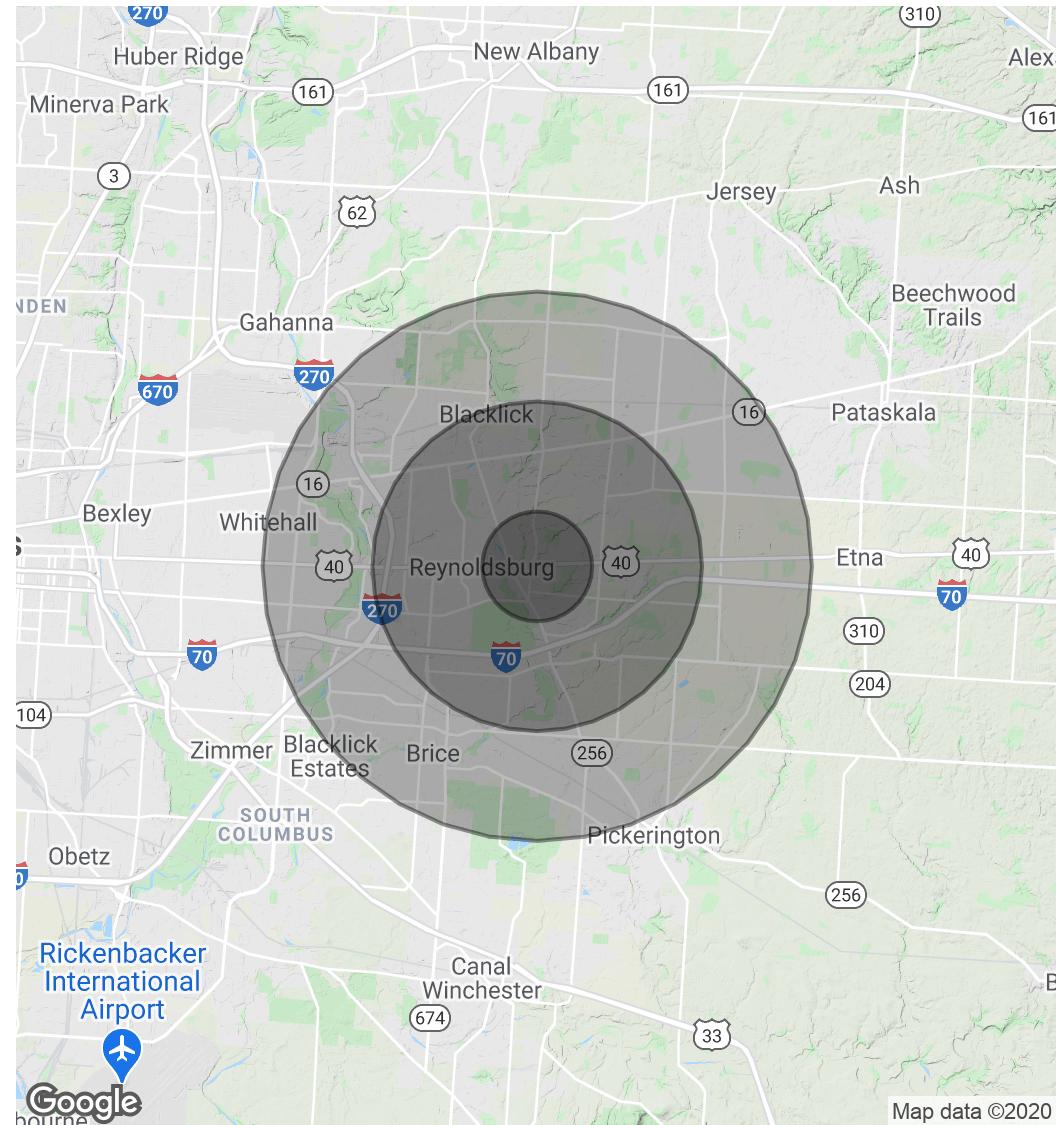 270
310
Huber Ridge
New Albany
Alex
161
161
Minerva Park
161
3
Jersey
Ash
62
NDEN
Beechwood
Trails
Gahanna
270
670
Blacklick
16
Pataskala
16
Bexley
Whitehall
s
40
Reynoldsburg
40
Etna
40
270
70
310
70
70
204
104
Zimmer
Blacklick
Estates
Brice
256
SOUTH
COLUMBUS
Pickerington
Obetz
0
256
Rickenbacker
International
Airport
Canal
Winchester
B
674
33
Google
bourne
Map data ©2020